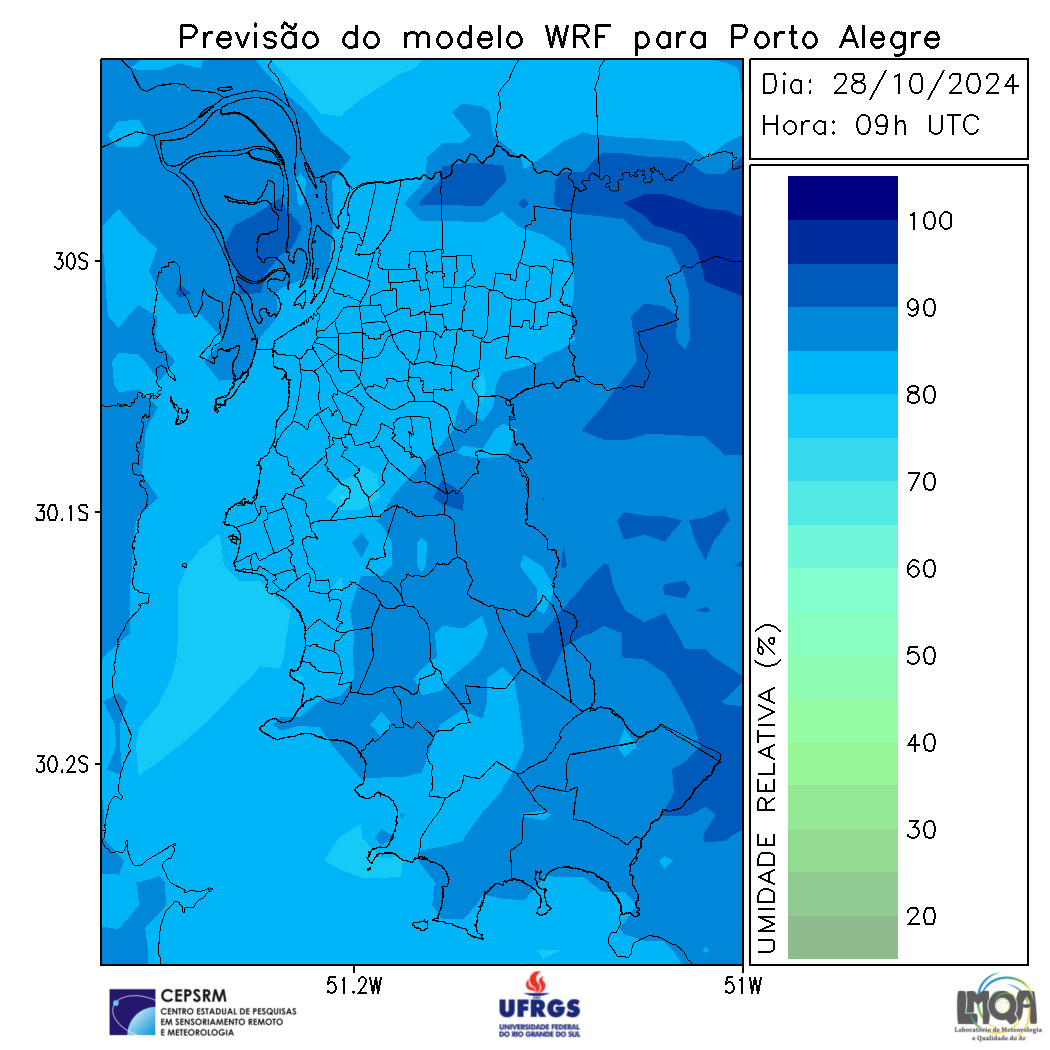 Previsão do modelo WRF para Porto Alegre
Dia: 28/10/2024
Hora: 09h UTC
30S
30.1S
30.2S
51.2W
51W
UMIDADE RELATIVA (%)
100
90
80
70
60
50
40
30
20
CEPSRM
CENTRO ESTADUAL DE PESQUISAS
EM SENSORIAMENTO REMOTO
E METEOROLOGIA
UFRGS
UNIVERSIDADE FEDERAL
DO RIO GRANDE DO SUL
LMQA
Laboratório de Meteorologia
e Qualidade do Ar